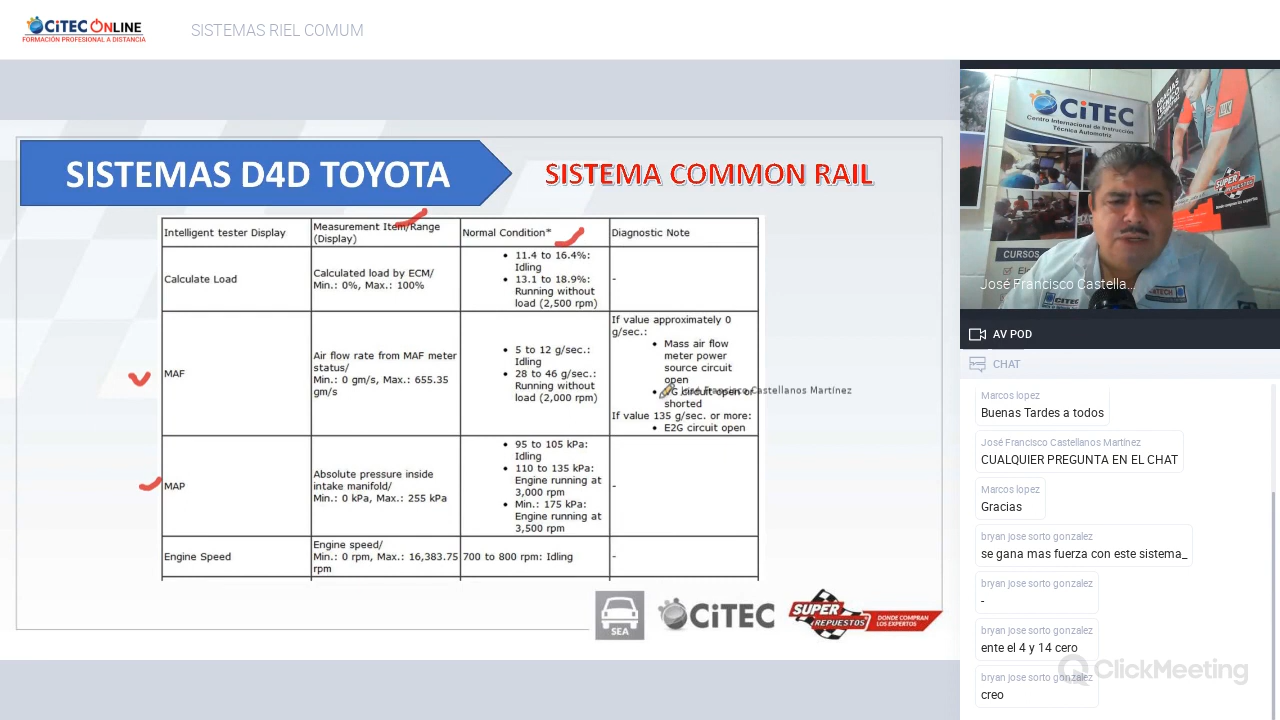 CiTEC ONLINE
FORMACIÓN PROFESIONAL A DISTANCIA
SISTEMAS RIEL COMUM
SISTEMAS D4D TOYOTA
SISTEMA COMMON RAIL
Intelligent tester Display
Measurement Item/Range
(Display)
Normal Condition*
Diagnostic Note
Calculate Load
Calculated load by ECM/
Min.: 0%, Max.: 100%
• 11.4 to 16.4%:
Idling
• 13.1 to 18.9%:
Running without
load (2,500 rpm)
-
MAF
Air flow rate from MAF meter
status/
Min.: 0 gm/s, Max.: 655.35
gm/s
• 5 to 12 g/sec.:
Idling
• 28 to 46 g/sec.:
Running without
load (2,000 rpm)
If value approximately 0
g/sec.:
• Mass air flow
meter power
source circuit
open
• VG circuit open or
shorted
If value 135 g/sec. or more:
• E2G circuit open
José Francisco Castellanos Martínez
MAP
Absolute pressure inside
intake manifold/
Min.: 0 kPa, Max.: 255 kPa
• 95 to 105 kPa:
Idling
• 110 to 135 kPa:
Engine running at
3,000 rpm
• Min.: 175 kPa:
Engine running at
3,500 rpm
-
Engine Speed
Engine speed/
Min.: 0 rpm, Max.: 16,383.75
rpm
700 to 800 rpm: Idling
-
SEA
CiTEC
SUPER
REPUESTOS
DONDE COMPRAN
LOS EXPERTOS
CiTEC
Centro Internacional de Instrucción
Técnica Automotriz
CURSOS
GRACIAS
José Francisco Castella...
AV POD
CHAT
Marcos lopez
Buenas Tardes a todos
José Francisco Castellanos Martínez
CUALQUIER PREGUNTA EN EL CHAT
Marcos lopez
Gracias
bryan jose sorto gonzalez
se gana mas fuerza con este sistema_
bryan jose sorto gonzalez
-
bryan jose sorto gonzalez
ente el 4 y 14 cero
bryan jose sorto gonzalez
creo
ClickMeeting